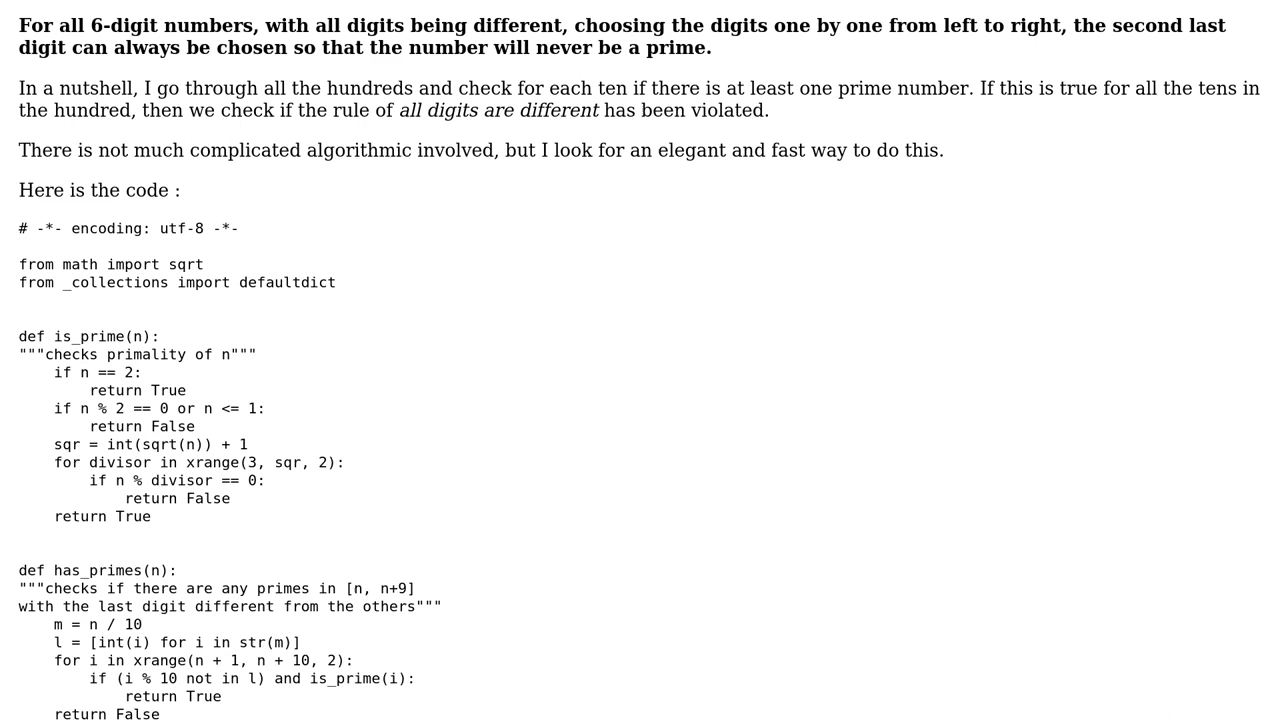 For all 6-digit numbers, with all digits being different, choosing the digits one by one from left to right, the second last
digit can always be chosen so that the number will never be a prime.
In a nutshell, I go through all the hundreds and check for each ten if there is at least one prime number. If this is true for all the tens in
the hundred, then we check if the rule of all digits are different has been violated.
There is not much complicated algorithmic involved, but I look for an elegant and fast way to do this.
Here is the code :
# -*- encoding: utf-8 -*-
from math import sqrt
from _collections import defaultdict
def is_prime(n):
"""checks primality of n"""
    if n == 2:
        return True
    if n % 2 == 0 or n <= 1:
        return False
    sqr = int(sqrt(n)) + 1
    for divisor in xrange(3, sqr, 2):
        if n % divisor == 0:
            return False
    return True
def has_primes(n):
"""checks if there are any primes in [n, n+9]
with the last digit different from the others"""
    m = n / 10
    l = [int(i) for i in str(m)]
    for i in xrange(n + 1, n + 10, 2):
        if (i % 10 not in l) and is_prime(i):
            return True
    return False